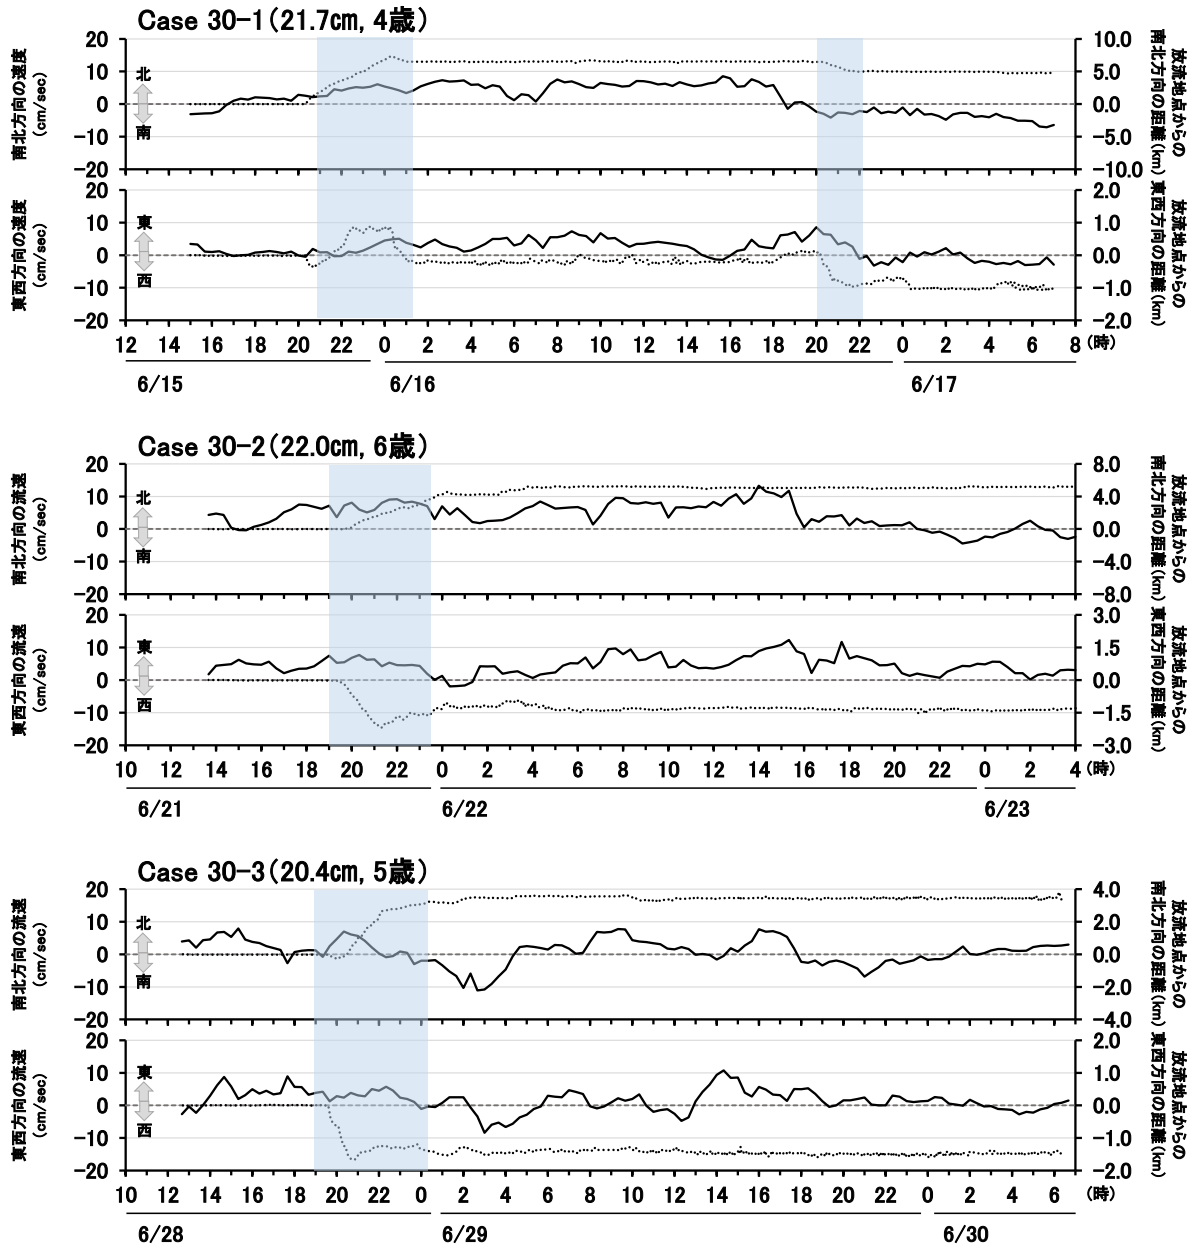 Case 30-1（21.7cm, 4歳）
南北方向の速度
(cm/sec)
20
10
0
-10
-20
北
南
10.0
5.0
0.0
-5.0
-10.0
放流地点からの
南北方向の距離(km)
東西方向の速度
(cm/sec)
20
10
0
-10
-20
東
西
2.0
1.0
0.0
-1.0
-2.0
放流地点からの
東西方向の距離(km)
12 14 16 18 20 22 0 2 4 6 8 10 12 14 16 18 20 22 0 2 4 6 8 (時)
6/15 6/16 6/17
Case 30-2（22.0cm, 6歳）
南北方向の流速
(cm/sec)
20
10
0
-10
-20
北
南
8.0
4.0
0.0
-4.0
-8.0
放流地点からの
南北方向の距離(km)
東西方向の流速
(cm/sec)
20
10
0
-10
-20
東
西
3.0
1.5
0.0
-1.5
-3.0
放流地点からの
東西方向の距離(km)
10 12 14 16 18 20 22 0 2 4 6 8 10 12 14 16 18 20 22 0 2 4 (時)
6/21 6/22 6/23
Case 30-3（20.4cm, 5歳）
南北方向の流速
(cm/sec)
20
10
0
-10
-20
北
南
4.0
2.0
0.0
-2.0
-4.0
放流地点からの
南北方向の距離(km)
東西方向の流速
(cm/sec)
20
10
0
-10
-20
東
西
2.0
1.0
0.0
-1.0
-2.0
放流地点からの
東西方向の距離(km)
10 12 14 16 18 20 22 0 2 4 6 8 10 12 14 16 18 20 22 0 2 4 6 (時)
6/28 6/29 6/30